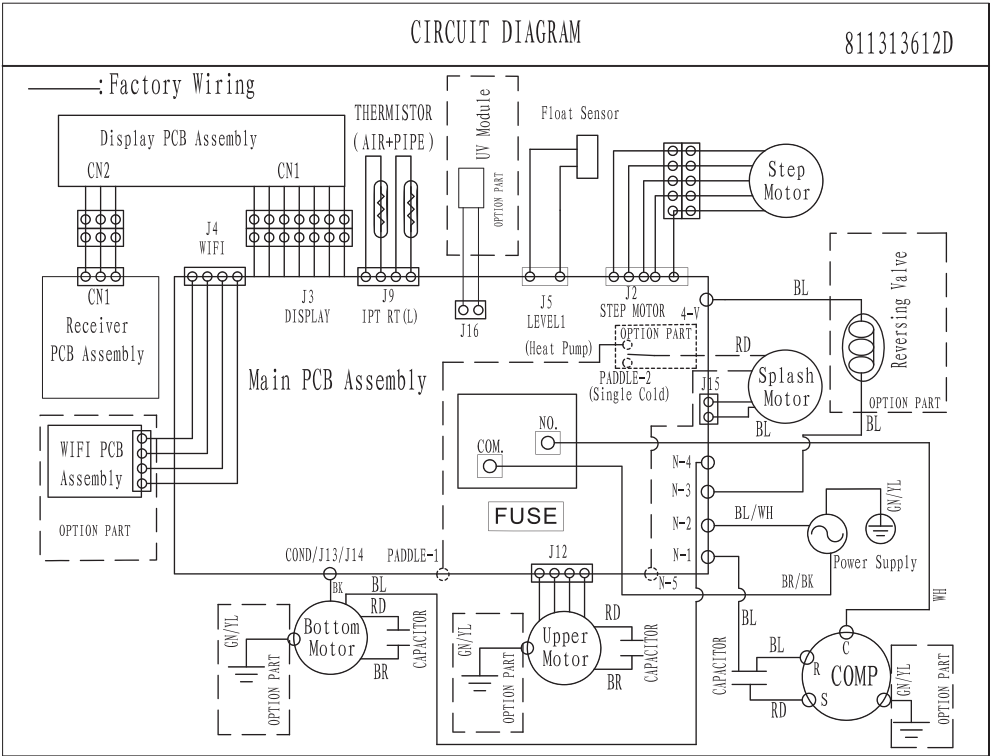 CIRCUIT DIAGRAM
811313612D
:Factory Wiring
Display PCB Assembly
CN2
CN1
THERMISTOR
(AIR+PIPE)
UV Module
OPTION PART
Float Sensor
Step
Motor
J4
WIFI
CN1
Receiver
PCB Assembly
J3
DISPLAY
J9
IPT RT(L)
J16
J5
LEVEL1
J2
STEP MOTOR
4-V
BL
Reversing Valve
OPTION PART
BL
(Heat Pump)
OPTION PART
PADDLE-2
(Single Cold)
RD
J15
Splash
Motor
BL
Main PCB Assembly
NO.
COM.
FUSE
WIFI PCB
Assembly
OPTION PART
N-4
N-3
N-2
N-1
N-5
BL/WH
GN/YL
Power Supply
BR/BK
COND/J13/J14
PADDLE-1
J12
BK
BL
RD
Bottom
Motor
BR
CAPACITOR
GN/YL
OPTION PART
RD
Upper
Motor
BR
CAPACITOR
GN/YL
OPTION PART
BL
WH
CAPACITOR
BL
RD
C
R
S
COMP
GN/YL
OPTION PART